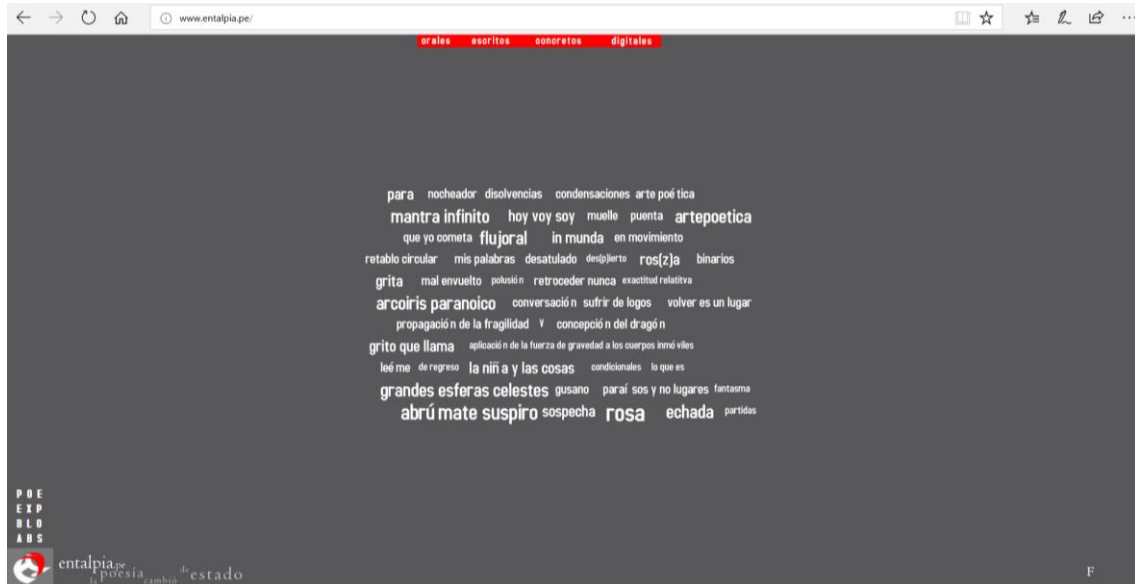 www.entalpia.pe/
orales escritos concretos digitales
para nocheador disolvencias condensaciones arte poé tica
mantra infinito hoy voy soy muelle puenta artepoetica
que yo cometa flujoral in munda en movimiento
retablo circular mis palabras desatulado des(p)ierto ros(z)a binarios
grita mal envuelto polusió n retroceder nunca exactitud relatitva
arcoiris paranoico conversació n sufrir de logos volver es un lugar
propagació n de la fragilidad v concepció n del dragó n
grito que llama aplicació n de la fuerza de gravedad a los cuerpos inmó viles
leé me de regreso la niñ a y las cosas condicionales lo que es
grandes esferas celestes gusano paraí sos y no lugares fantasma
abrú mate suspiro sospecha rosa echada partidas
POE
EXP
BLO
ABS
entalpia.pe
la poesía cambió de estado
F